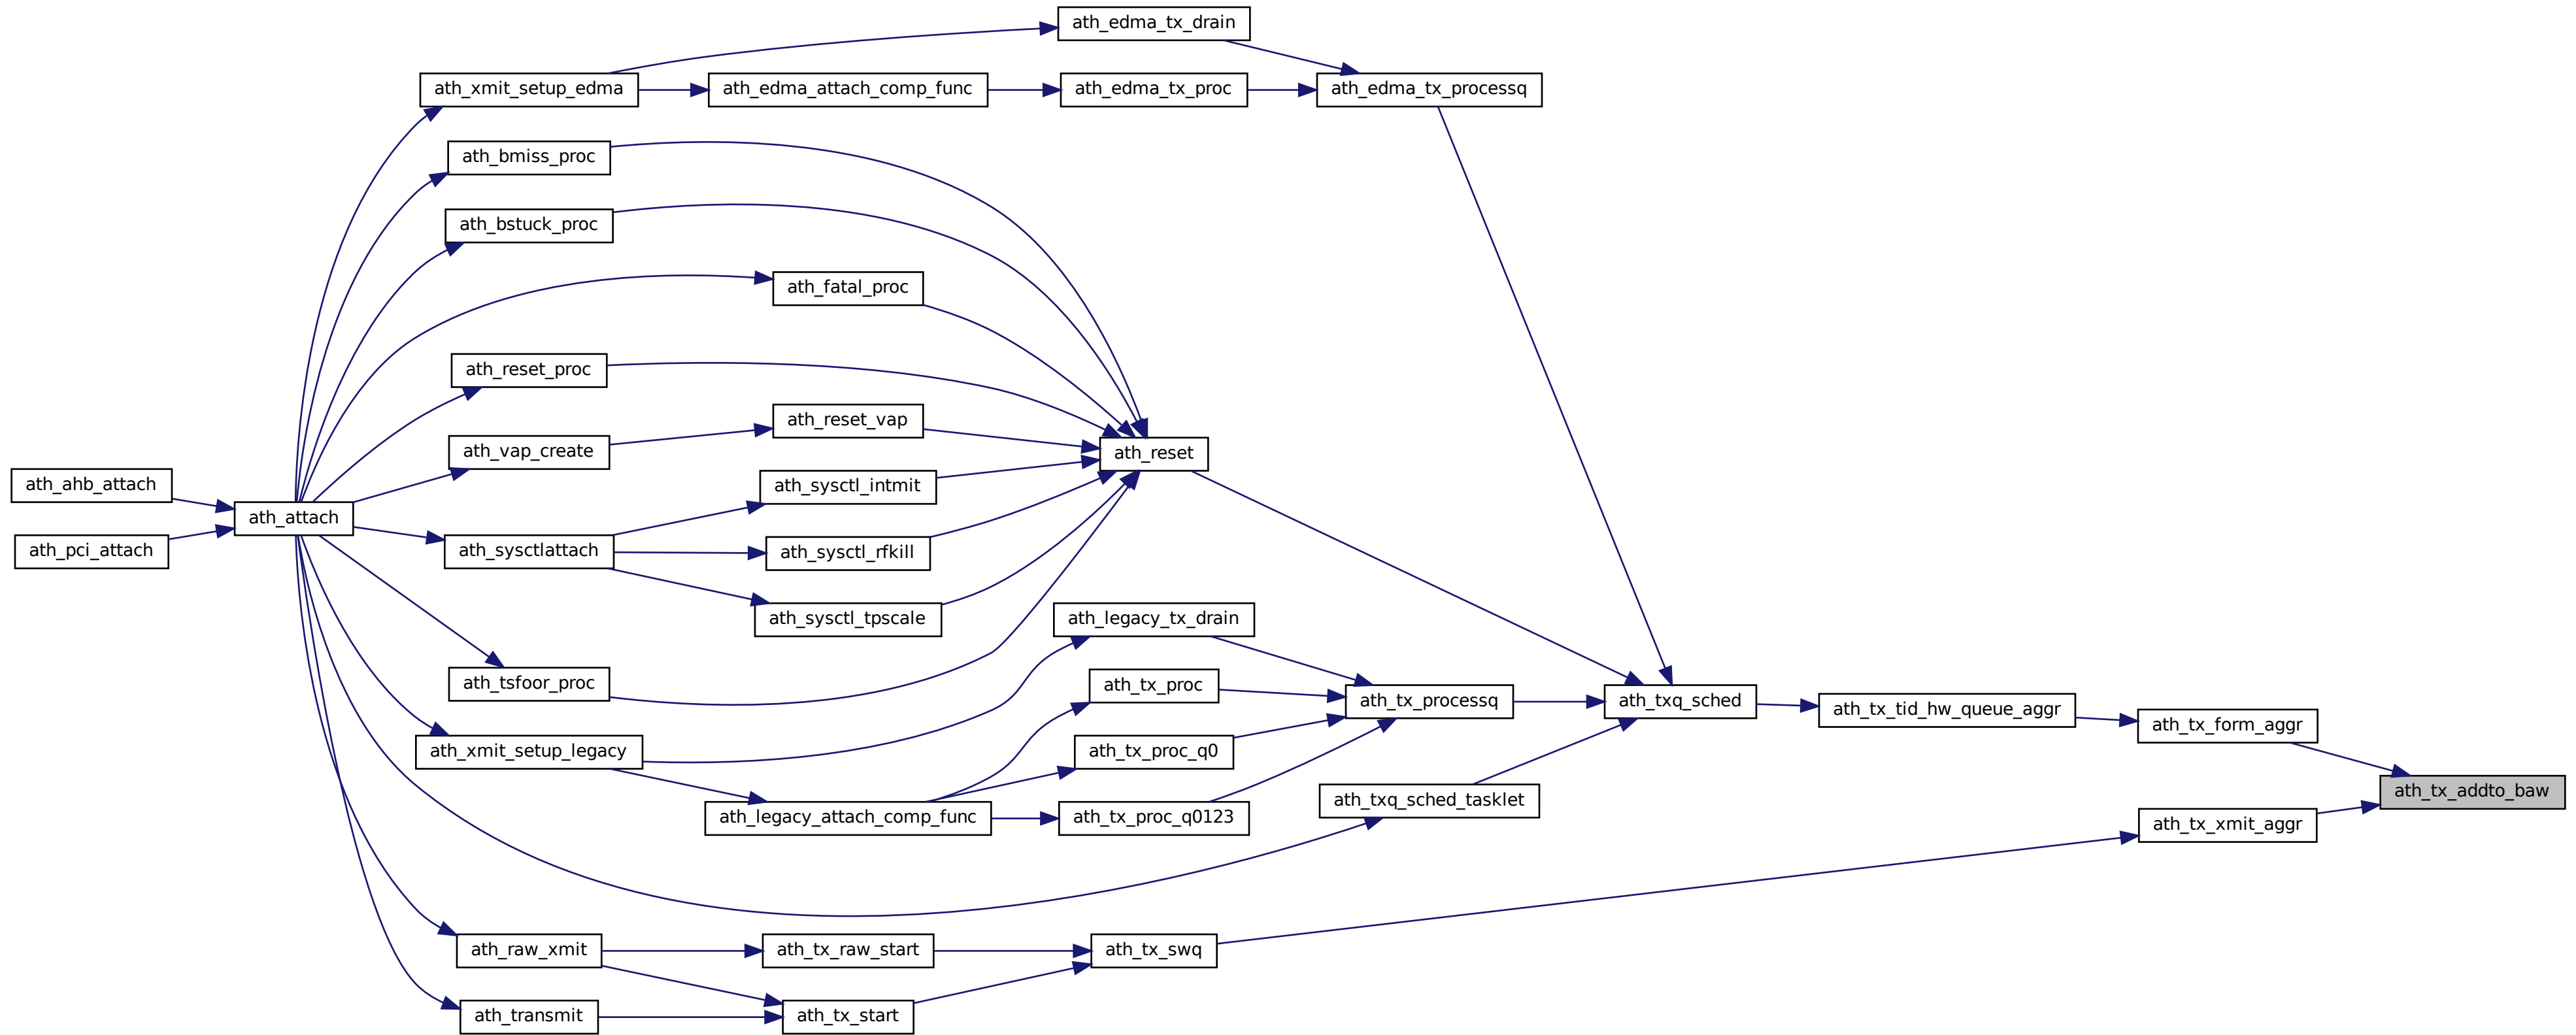 ath_edma_tx_drain
ath_xmit_setup_edma
ath_edma_attach_comp_func
ath_edma_tx_proc
ath_edma_tx_processq
ath_bmiss_proc
ath_bstuck_proc
ath_fatal_proc
ath_reset_proc
ath_reset_vap
ath_vap_create
ath_reset
ath_ahb_attach
ath_sysctl_intmit
ath_attach
ath_pci_attach
ath_sysctlattach
ath_sysctl_rfkill
ath_sysctl_tpscale
ath_legacy_tx_drain
ath_tsfoor_proc
ath_tx_proc
ath_tx_processq
ath_txq_sched
ath_tx_tid_hw_queue_aggr
ath_tx_form_aggr
ath_xmit_setup_legacy
ath_tx_proc_q0
ath_tx_addto_baw
ath_txq_sched_tasklet
ath_legacy_attach_comp_func
ath_tx_proc_q0123
ath_tx_xmit_aggr
ath_raw_xmit
ath_tx_raw_start
ath_tx_swq
ath_transmit
ath_tx_start